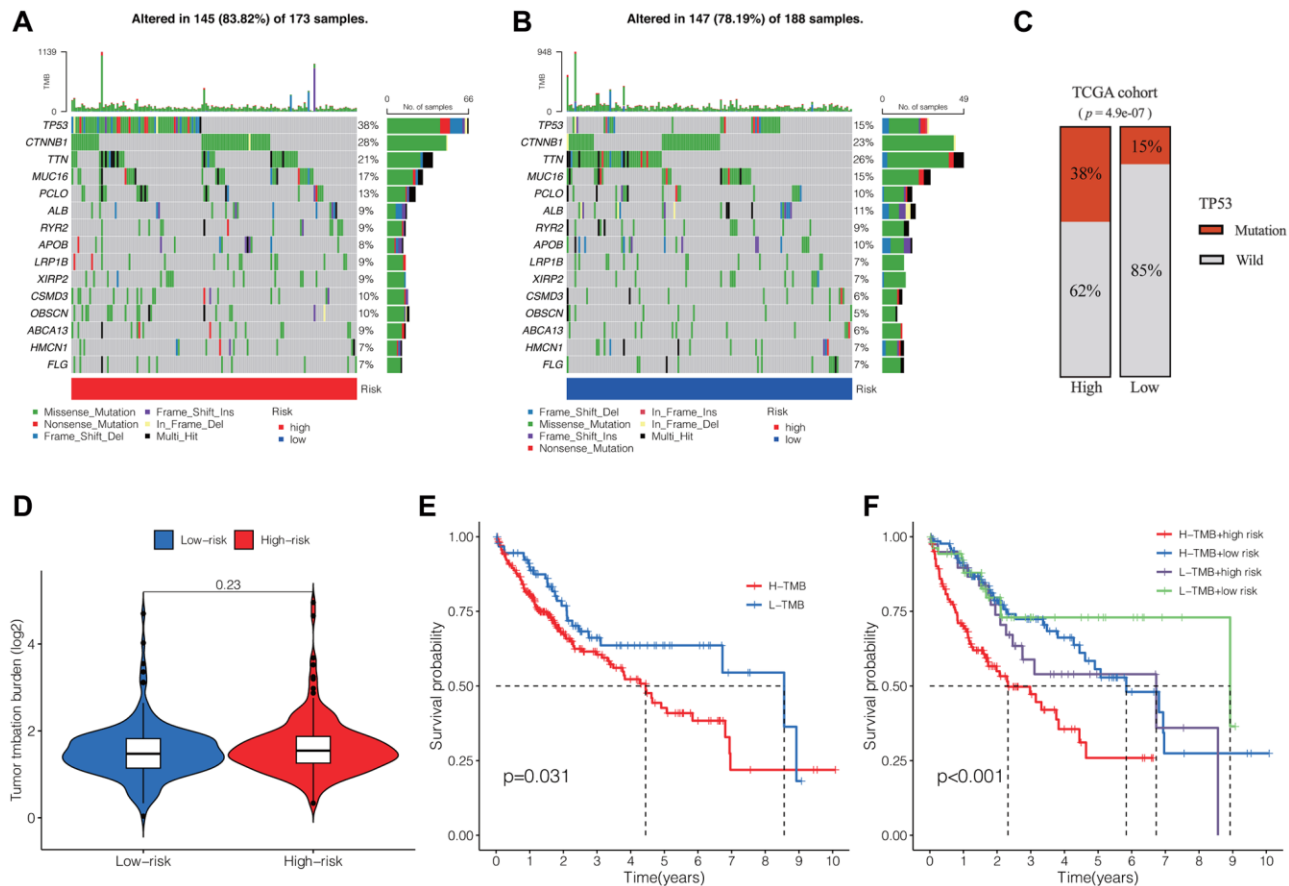 A
Altered in 145 (83.82%) of 173 samples.
1139
TMB
0
No. of samples
0
66
TP53 38%
CTNNB1 28%
TTN 21%
MUC16 17%
PCLO 13%
ALB 9%
RYR2 9%
APOB 8%
LRP1B 9%
XIRP2 9%
CSMD3 10%
OBSCN 10%
ABCA13 9%
HMCN1 7%
FLG 7%
Risk
Missense_Mutation
Nonsense_Mutation
Frame_Shift_Del
Frame_Shift_Ins
In_Frame_Del
Multi_Hit
Risk
high
low
B
Altered in 147 (78.19%) of 188 samples.
948
TMB
0
No. of samples
0
49
TP53 15%
CTNNB1 23%
TTN 26%
MUC16 15%
PCLO 10%
ALB 11%
RYR2 9%
APOB 10%
LRP1B 7%
XIRP2 7%
CSMD3 6%
OBSCN 5%
ABCA13 6%
HMCN1 7%
FLG 7%
Risk
Frame_Shift_Del
Missense_Mutation
Frame_Shift_Ins
Nonsense_Mutation
In_Frame_Ins
In_Frame_Del
Multi_Hit
Risk
high
low
C
TCGA cohort
( p = 4.9e-07 )
38%
62%
15%
85%
High
Low
TP53
Mutation
Wild
D
Low-risk
High-risk
0.23
Tumor tmbation burden (log2)
4
2
0
Low-risk
High-risk
E
Survival probability
1.00
0.75
0.50
0.25
0.00
H-TMB
L-TMB
p=0.031
0 1 2 3 4 5 6 7 8 9 10
Time(years)
F
Survival probability
1.00
0.75
0.50
0.25
0.00
H-TMB+high risk
H-TMB+low risk
L-TMB+high risk
L-TMB+low risk
p<0.001
0 1 2 3 4 5 6 7 8 9 10
Time(years)